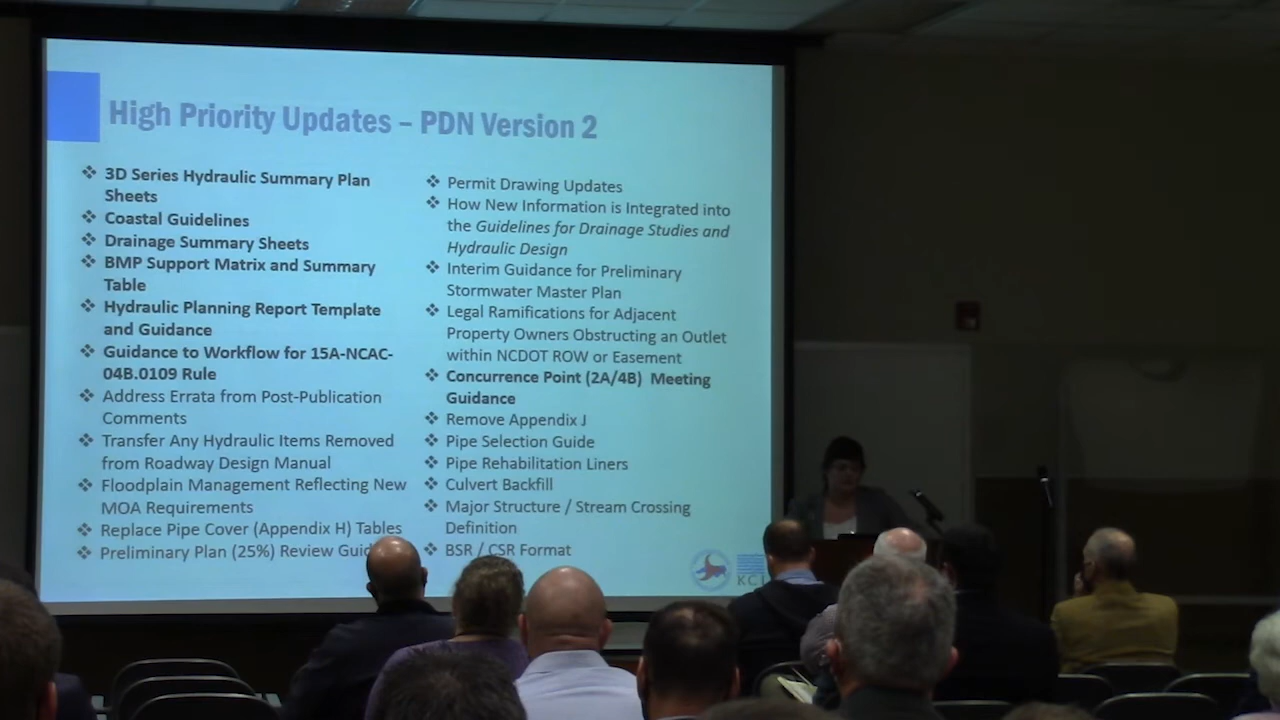 High Priority Updates – PDN Version 2
❖ 3D Series Hydraulic Summary Plan
Sheets
❖ Coastal Guidelines
❖ Drainage Summary Sheets
❖ BMP Support Matrix and Summary
Table
❖ Hydraulic Planning Report Template
and Guidance
❖ Guidance to Workflow for 15A-NCAC-
04B.0109 Rule
❖ Address Errata from Post-Publication
Comments
❖ Transfer Any Hydraulic Items Removed
from Roadway Design Manual
❖ Floodplain Management Reflecting New
MOA Requirements
❖ Replace Pipe Cover (Appendix H) Tables
❖ Preliminary Plan (25%) Review
❖ Permit Drawing Updates
❖ How New Information is Integrated into
the Guidelines for Drainage Studies and
Hydraulic Design
❖ Interim Guidance for Preliminary
Stormwater Master Plan
❖ Legal Ramifications for Adjacent
Property Owners Obstructing an Outlet
within NCDOT ROW or Easement
❖ Concurrence Point (2A/4B) Meeting
Guidance
❖ Remove Appendix J
❖ Pipe Selection Guide
❖ Pipe Rehabilitation Liners
❖ Culvert Backfill
❖ Major Structure / Stream Crossing
Definition
❖ BSR / CSR Format
KCI